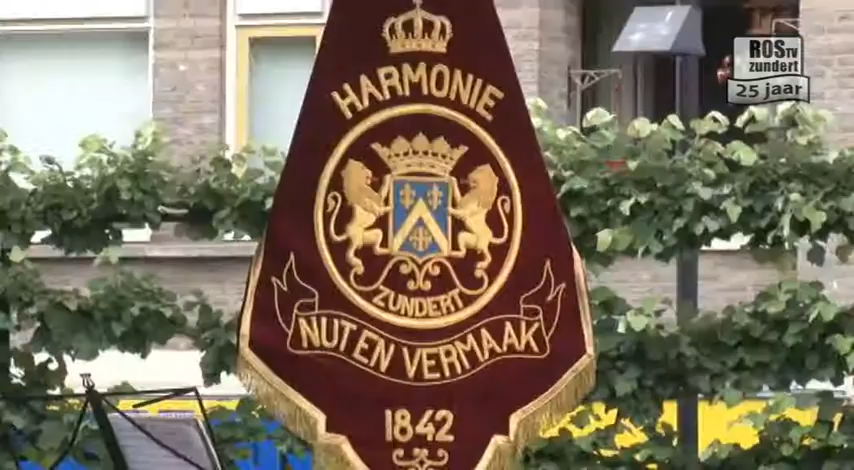 HARMONIE
ZUNDERT
NUT EN VERMAAK
1842
ROSTV
zundert
25 jaar